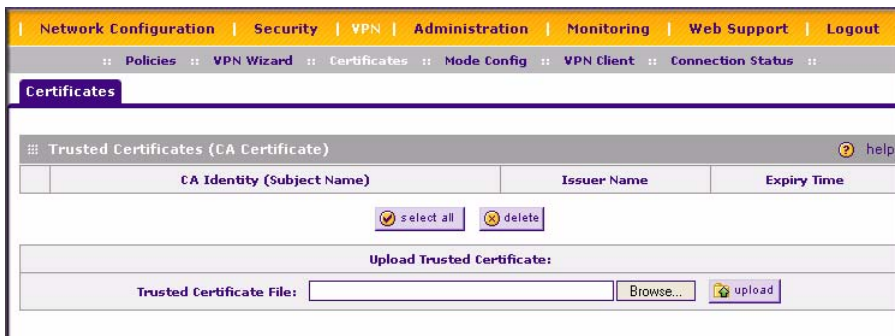 Network Configuration | Security | VPN | Administration | Monitoring | Web Support | Logout
:: Policies :: VPN Wizard :: Certificates :: Mode Config :: VPN Client :: Connection Status ::
Certificates
Trusted Certificates (CA Certificate) help
CA Identity (Subject Name) Issuer Name Expiry Time
select all delete
Upload Trusted Certificate:
Trusted Certificate File: Browse... upload